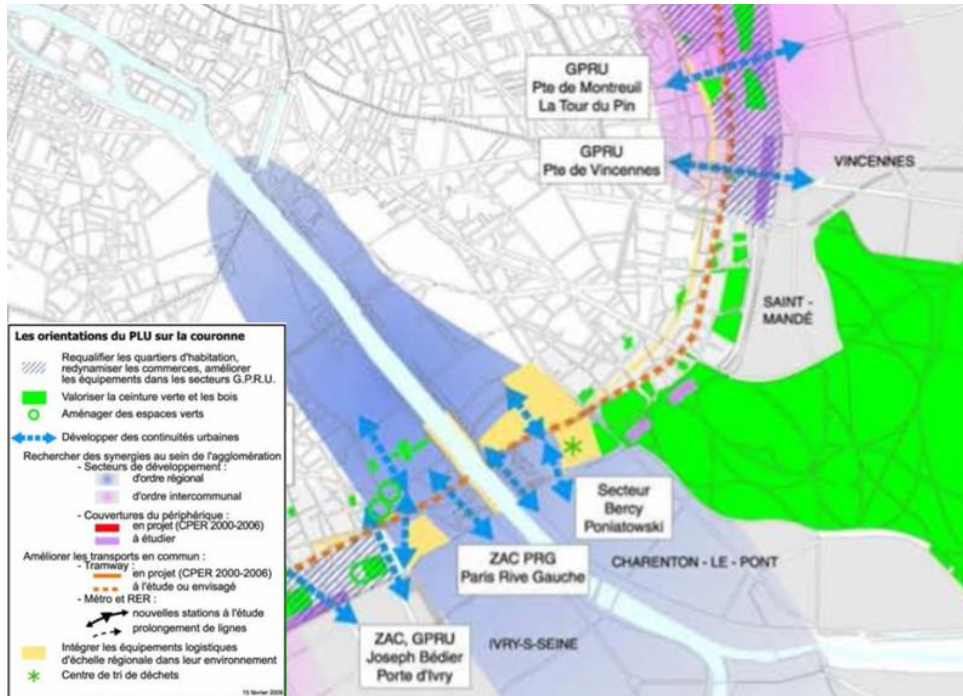 GPRU
Pte de Montreuil
La Tour du Pin
GPRU
Pte de Vincennes
VINCENNES
SAINT -
MANDÉ
Les orientations du PLU sur la couronne
Requalifier les quartiers d'habitation,
redynamiser les commerces, améliorer
les équipements dans les secteurs G.P.R.U.
Valoriser la ceinture verte et les bois
Aménager des espaces verts
Développer des continuités urbaines
Rechercher des synergies au sein de l'agglomération
- Secteurs de développement :
d'ordre régional
d'ordre intercommunal
- Couvertures du périphérique :
en projet (CPER 2000-2006)
à étudier
Améliorer les transports en commun :
- Tramway :
en projet (CPER 2000-2006)
à l'étude ou envisagé
- Métro et RER :
nouvelles stations à l'étude
prolongement de lignes
Intégrer les équipements logistiques
d'échelle régionale dans leur environnement
Centre de tri de déchets
Secteur
Bercy
Poniatowski
ZAC PRG
Paris Rive Gauche
CHARENTON - LE - PONT
ZAC, GPRU
Joseph Bédier
Porte d'Ivry
IVRY-S-SEINE